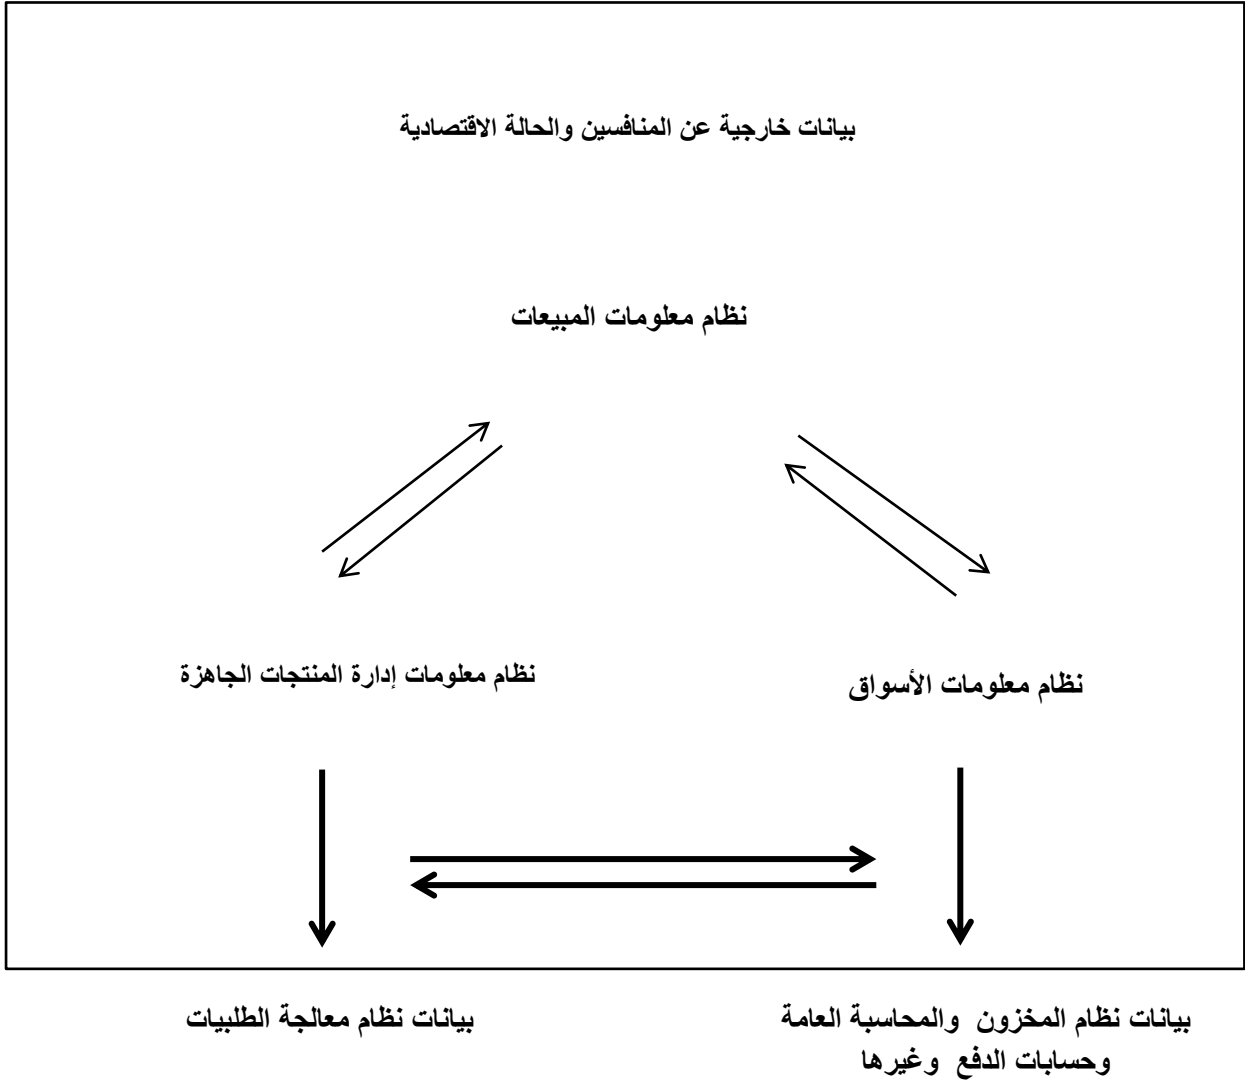 بيانات خارجية عن المنافسين والحالة الاقتصادية
نظام معلومات المبيعات
نظام معلومات الأسواق
نظام معلومات إدارة المنتجات الجاهزة
بيانات نظام المخزون والمحاسبة العامة
وحسابات الدفع وغيرها
بيانات نظام معالجة الطلبيات